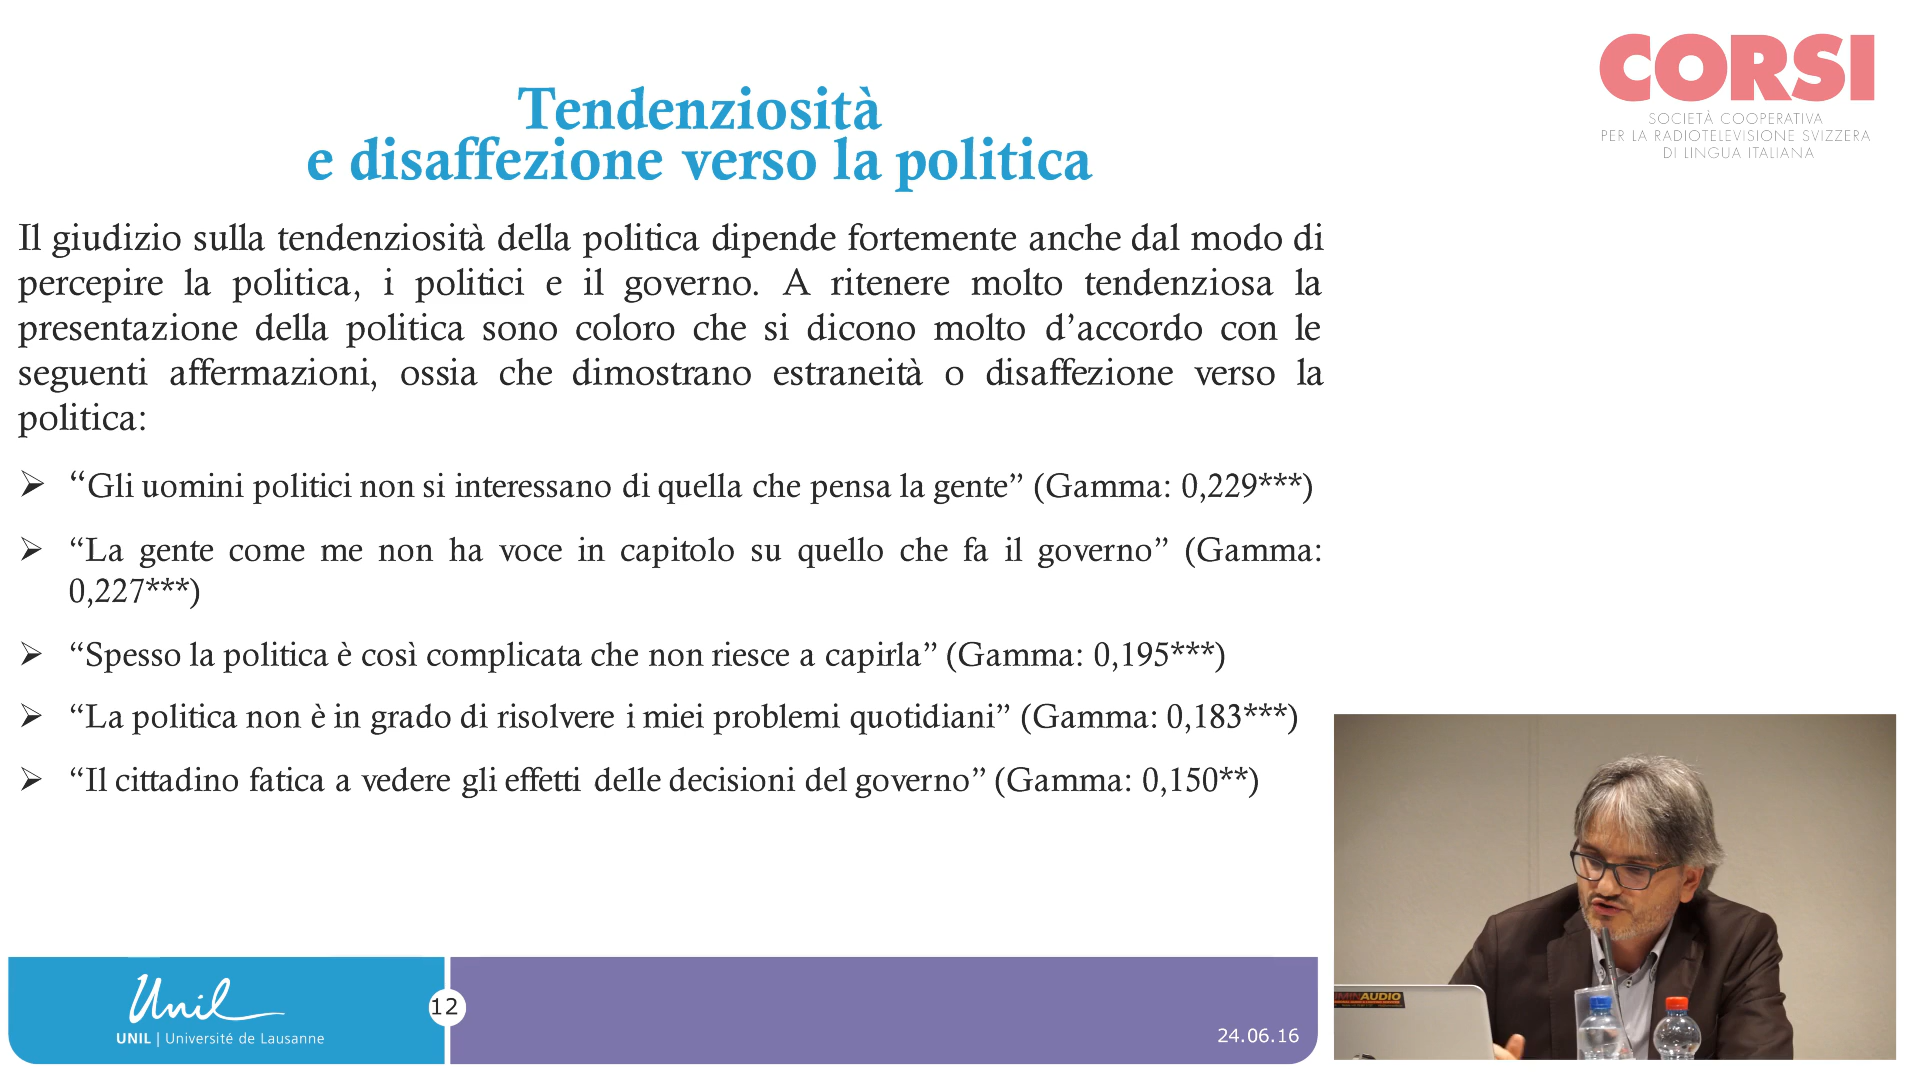 CORSI
SOCIETÀ COOPERATIVA
PER LA RADIOTELEVISIONE SVIZZERA
DI LINGUA ITALIANA
Tendenziosità
e disaffezione verso la politica
Il giudizio sulla tendenziosità della politica dipende fortemente anche dal modo di
percepire la politica, i politici e il governo. A ritenere molto tendenziosa la
presentazione della politica sono coloro che si dicono molto d’accordo con le
seguenti affermazioni, ossia che dimostrano estraneità o disaffezione verso la
politica:
➢ “Gli uomini politici non si interessano di quella che pensa la gente” (Gamma: 0,229***)
➢ “La gente come me non ha voce in capitolo su quello che fa il governo” (Gamma:
0,227***)
➢ “Spesso la politica è così complicata che non riesce a capirla” (Gamma: 0,195***)
➢ “La politica non è in grado di risolvere i miei problemi quotidiani” (Gamma: 0,183***)
➢ “Il cittadino fatica a vedere gli effetti delle decisioni del governo” (Gamma: 0,150**)
Unil
UNIL | Université de Lausanne
12
24.06.16
AUDIO